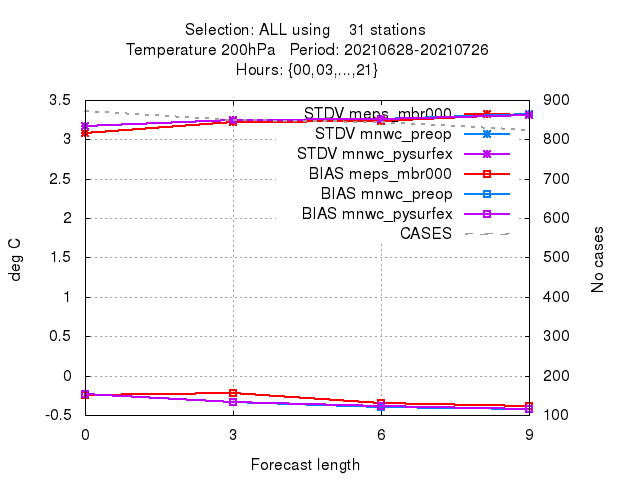 Selection: ALL using 31 stations
Temperature 200hPa Period: 20210628-20210726
Hours: {00,03,...,21}
3.5
3
2.5
2
1.5
1
0.5
0
-0.5
deg C
STDV meps_mbr000
STDV mnwc_preop
STDV mnwc_pysurfex
BIAS meps_mbr000
BIAS mnwc_preop
BIAS mnwc_pysurfex
CASES
900
800
700
600
500
400
300
200
100
No cases
0 3 6 9
Forecast length